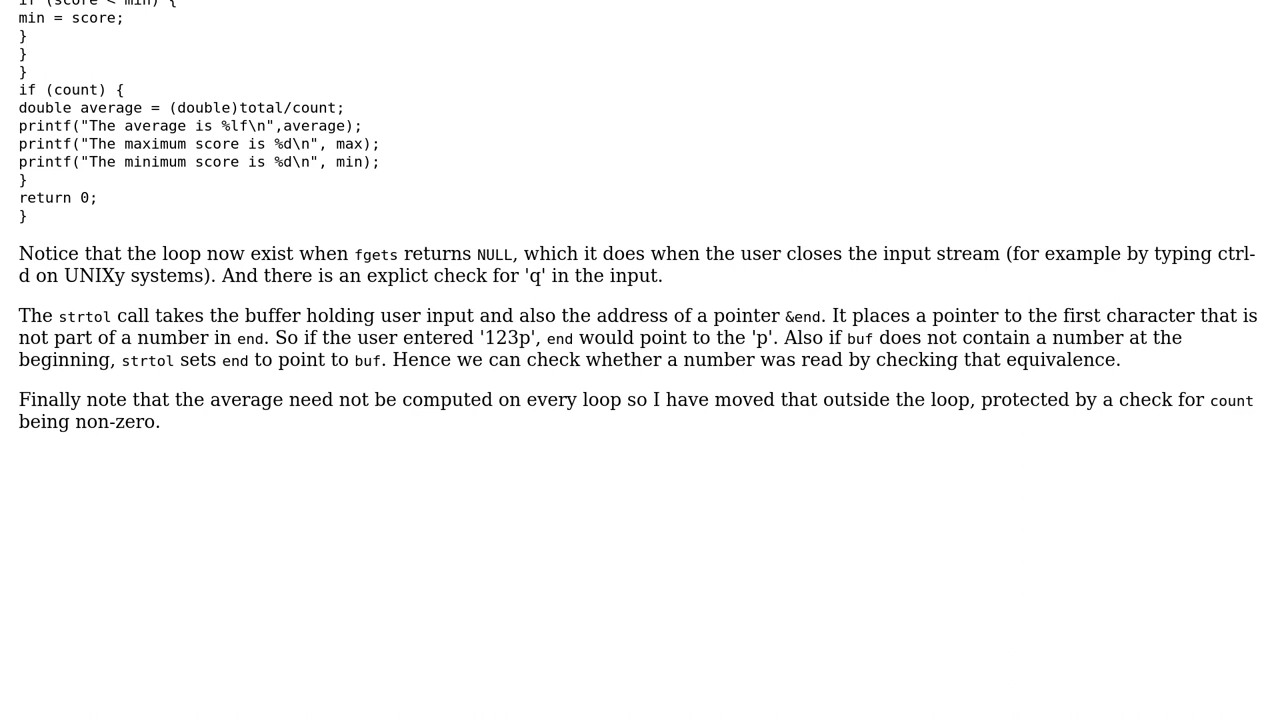 if (score < min) {
min = score;
}
}
}
if (count) {
double average = (double)total/count;
printf("The average is %lf\n",average);
printf("The maximum score is %d\n", max);
printf("The minimum score is %d\n", min);
}
return 0;
}
Notice that the loop now exist when fgets returns NULL, which it does when the user closes the input stream (for example by typing ctrl-
d on UNIXy systems). And there is an explict check for 'q' in the input.
The strtol call takes the buffer holding user input and also the address of a pointer &end. It places a pointer to the first character that is
not part of a number in end. So if the user entered '123p', end would point to the 'p'. Also if buf does not contain a number at the
beginning, strtol sets end to point to buf. Hence we can check whether a number was read by checking that equivalence.
Finally note that the average need not be computed on every loop so I have moved that outside the loop, protected by a check for count
being non-zero.